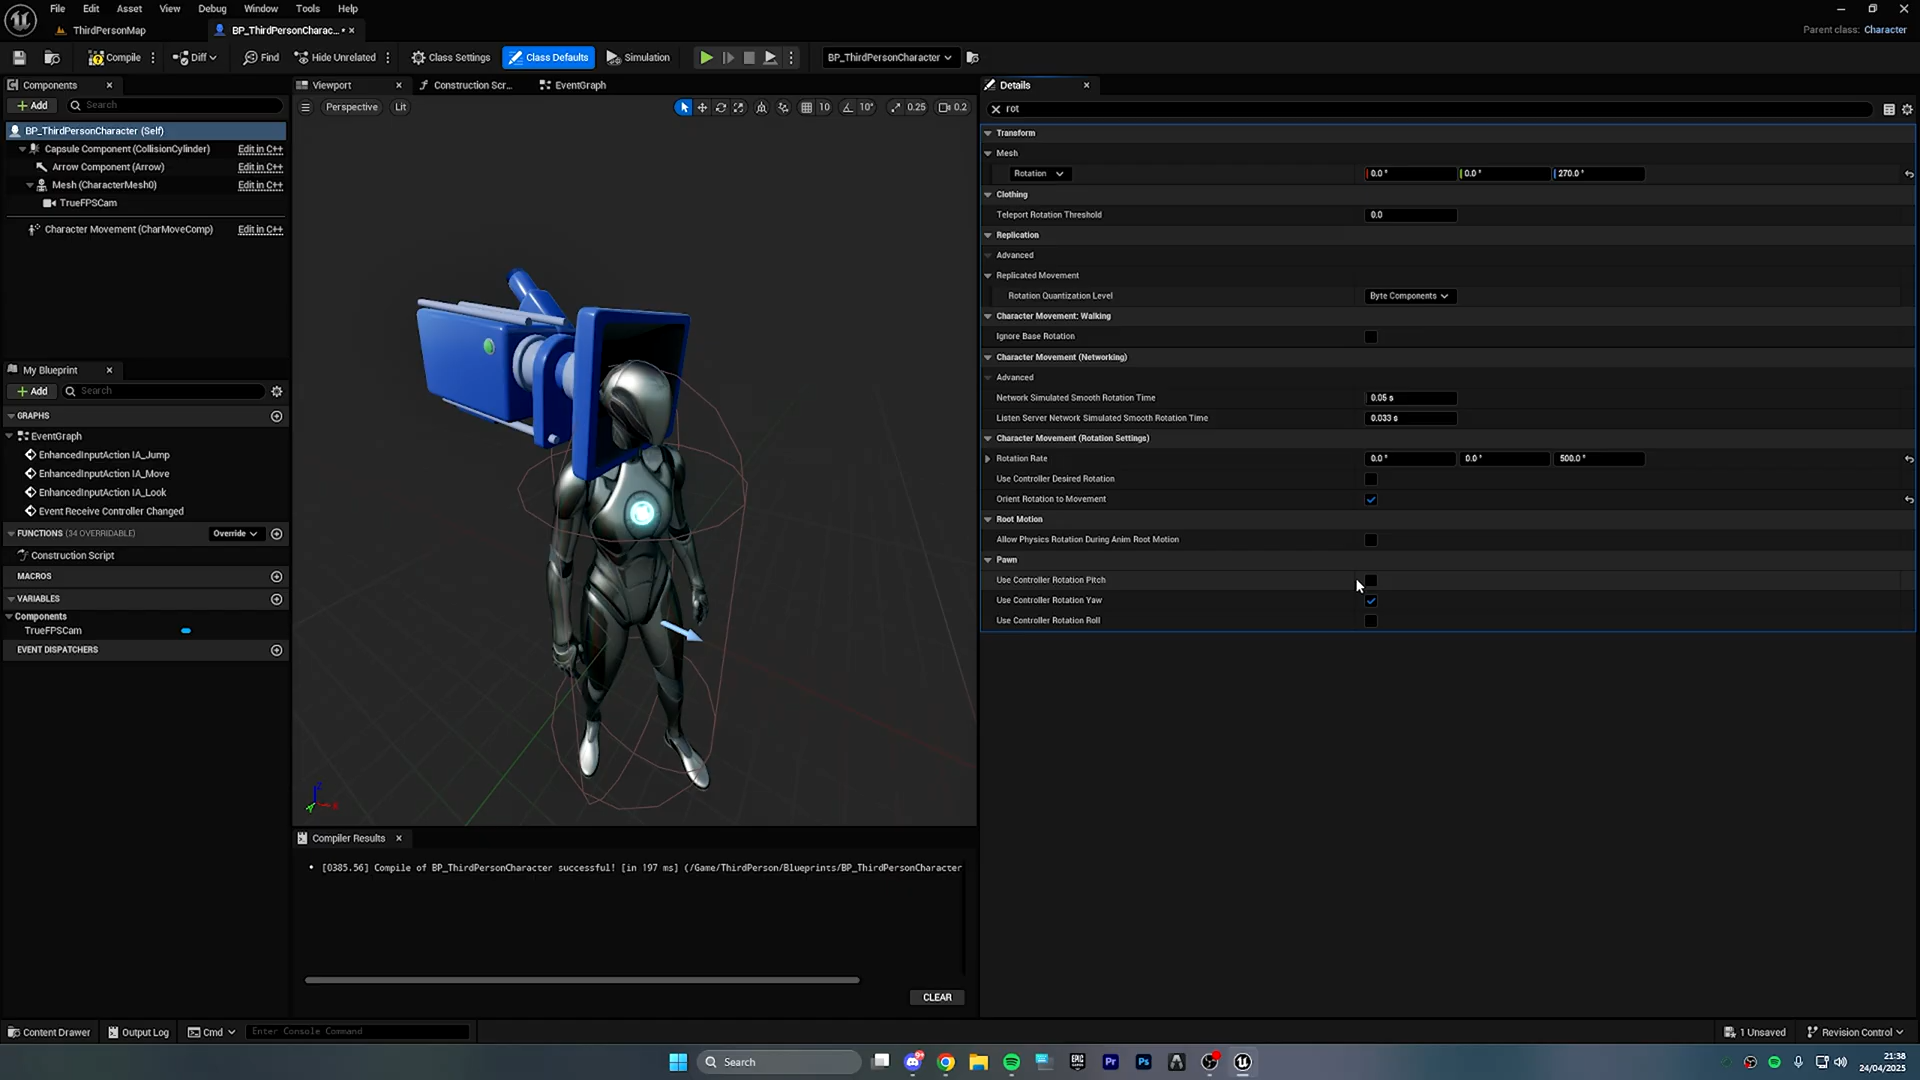 File Edit Asset View Debug Window Tools Help
ThirdPersonMap
BP_ThirdPersonCharac...
Parent class: Character
Compile
Diff
Find
Hide Unrelated
Class Settings
Class Defaults
Simulation
BP_ThirdPersonCharacter
Components
Add
Search
BP_ThirdPersonCharacter (Self)
Capsule Component (CollisionCylinder) Edit in C++
Arrow Component (Arrow) Edit in C++
Mesh (CharacterMesh0) Edit in C++
TrueFPSCam
Character Movement (CharMoveComp) Edit in C++
My Blueprint
Add
Search
GRAPHS
EventGraph
EnhancedInputAction IA_Jump
EnhancedInputAction IA_Move
EnhancedInputAction IA_Look
Event Receive Controller Changed
FUNCTIONS (34 OVERRIDABLE) Override
Construction Script
MACROS
VARIABLES
Components
TrueFPSCam
EVENT DISPATCHERS
Viewport
Construction Scr...
EventGraph
Perspective
Lit
10
10°
0.25
0.2
Z
X
Y
Compiler Results
[0385.56] Compile of BP_ThirdPersonCharacter successful! [in 197 ms] (/Game/ThirdPerson/Blueprints/BP_ThirdPersonCharacter
CLEAR
Details
rot
Transform
Mesh
Rotation 0.0° 0.0° 270.0°
Clothing
Teleport Rotation Threshold 0.0
Replication
Advanced
Replicated Movement
Rotation Quantization Level Byte Components
Character Movement: Walking
Ignore Base Rotation
Character Movement (Networking)
Advanced
Network Simulated Smooth Rotation Time 0.05 s
Listen Server Network Simulated Smooth Rotation Time 0.033 s
Character Movement (Rotation Settings)
Rotation Rate 0.0° 0.0° 500.0°
Use Controller Desired Rotation
Orient Rotation to Movement
Root Motion
Allow Physics Rotation During Anim Root Motion
Pawn
Use Controller Rotation Pitch
Use Controller Rotation Yaw
Use Controller Rotation Roll
Content Drawer
Output Log
Cmd
Enter Console Command
1 Unsaved
Revision Control
Search
EPIC
Pr
Ps
21:38
24/04/2025